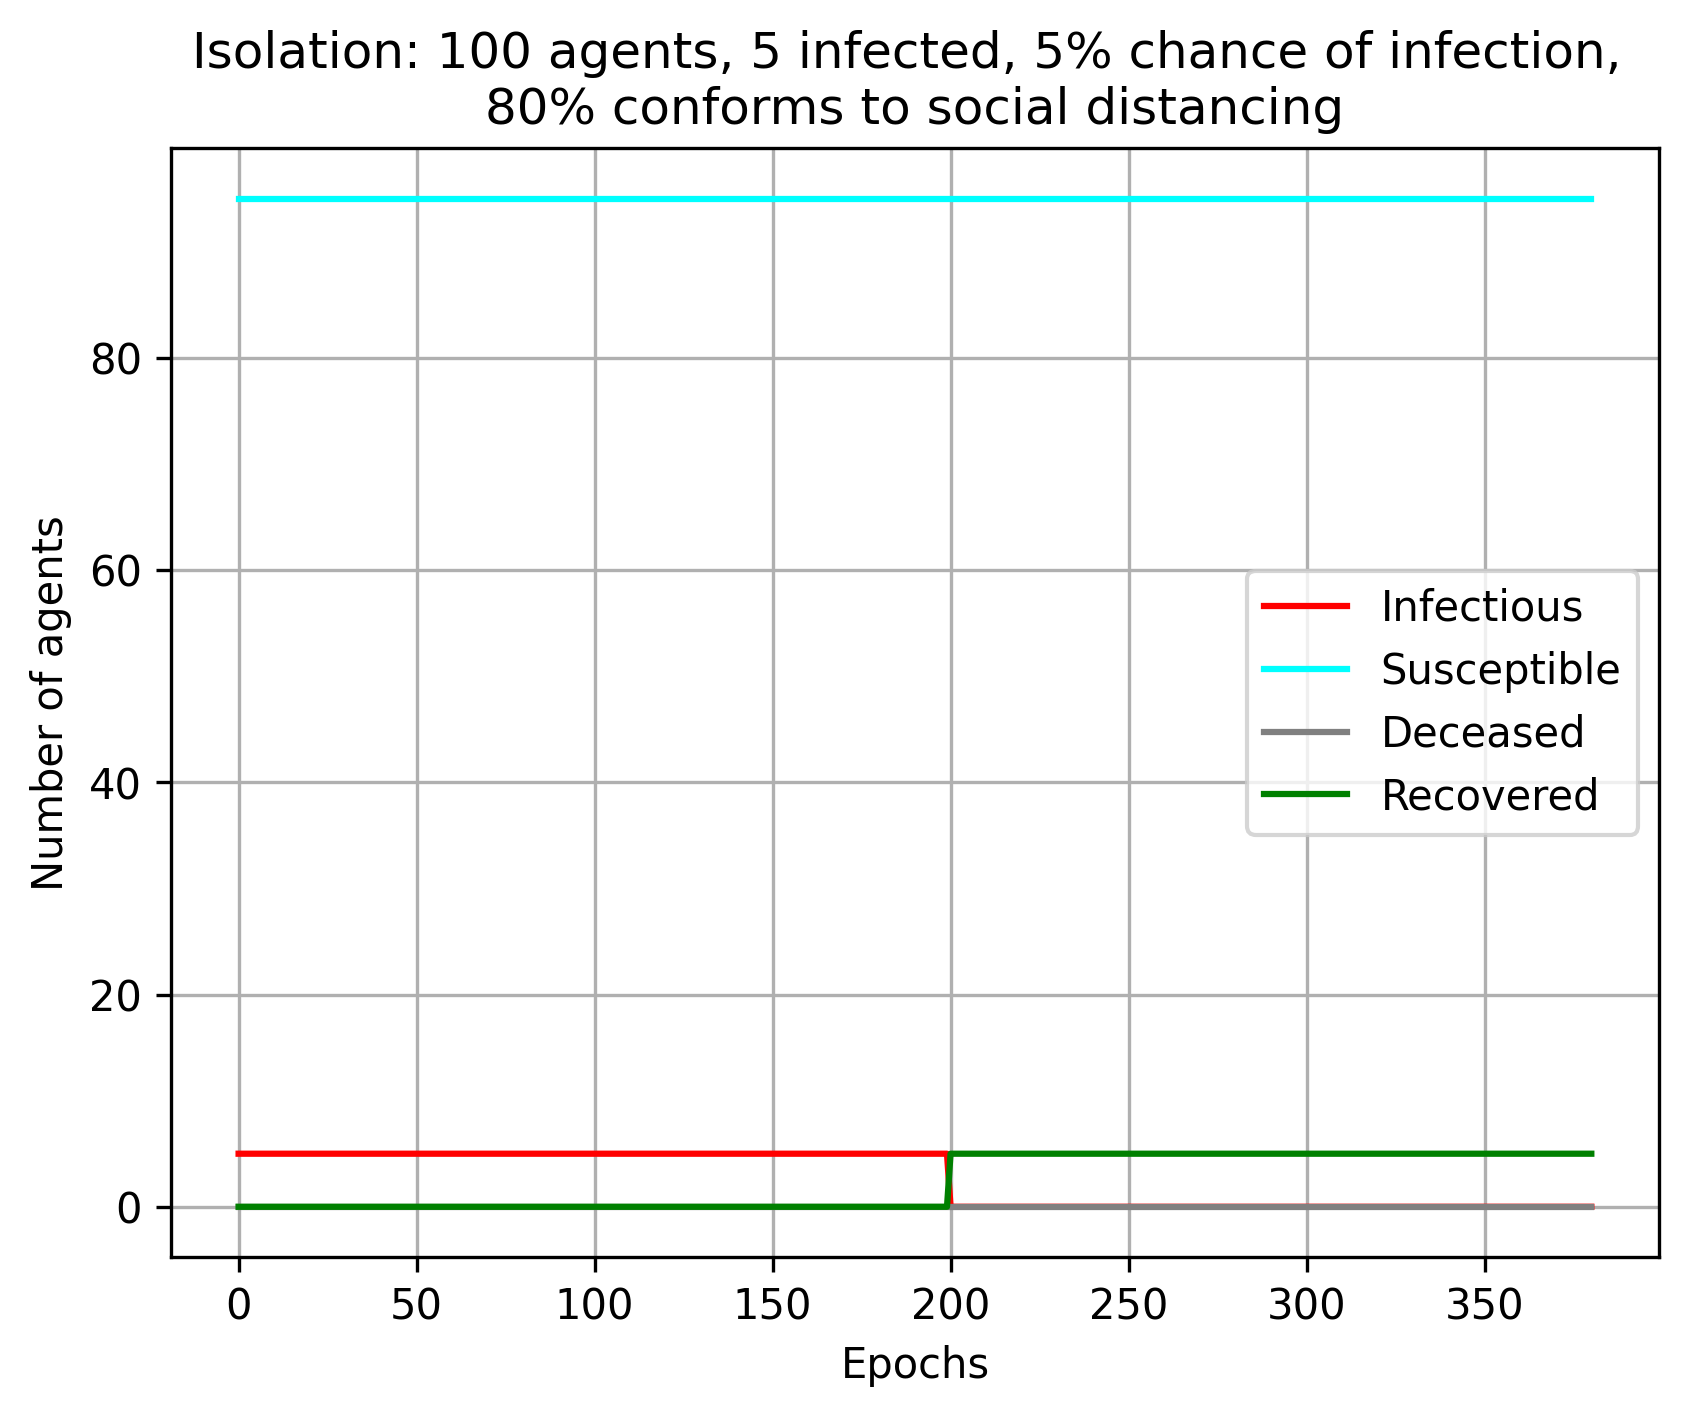 Isolation: 100 agents, 5 infected, 5% chance of infection,
80% conforms to social distancing
Number of agents
80
60
40
20
0
Infectious
Susceptible
Deceased
Recovered
0 50 100 150 200 250 300 350
Epochs